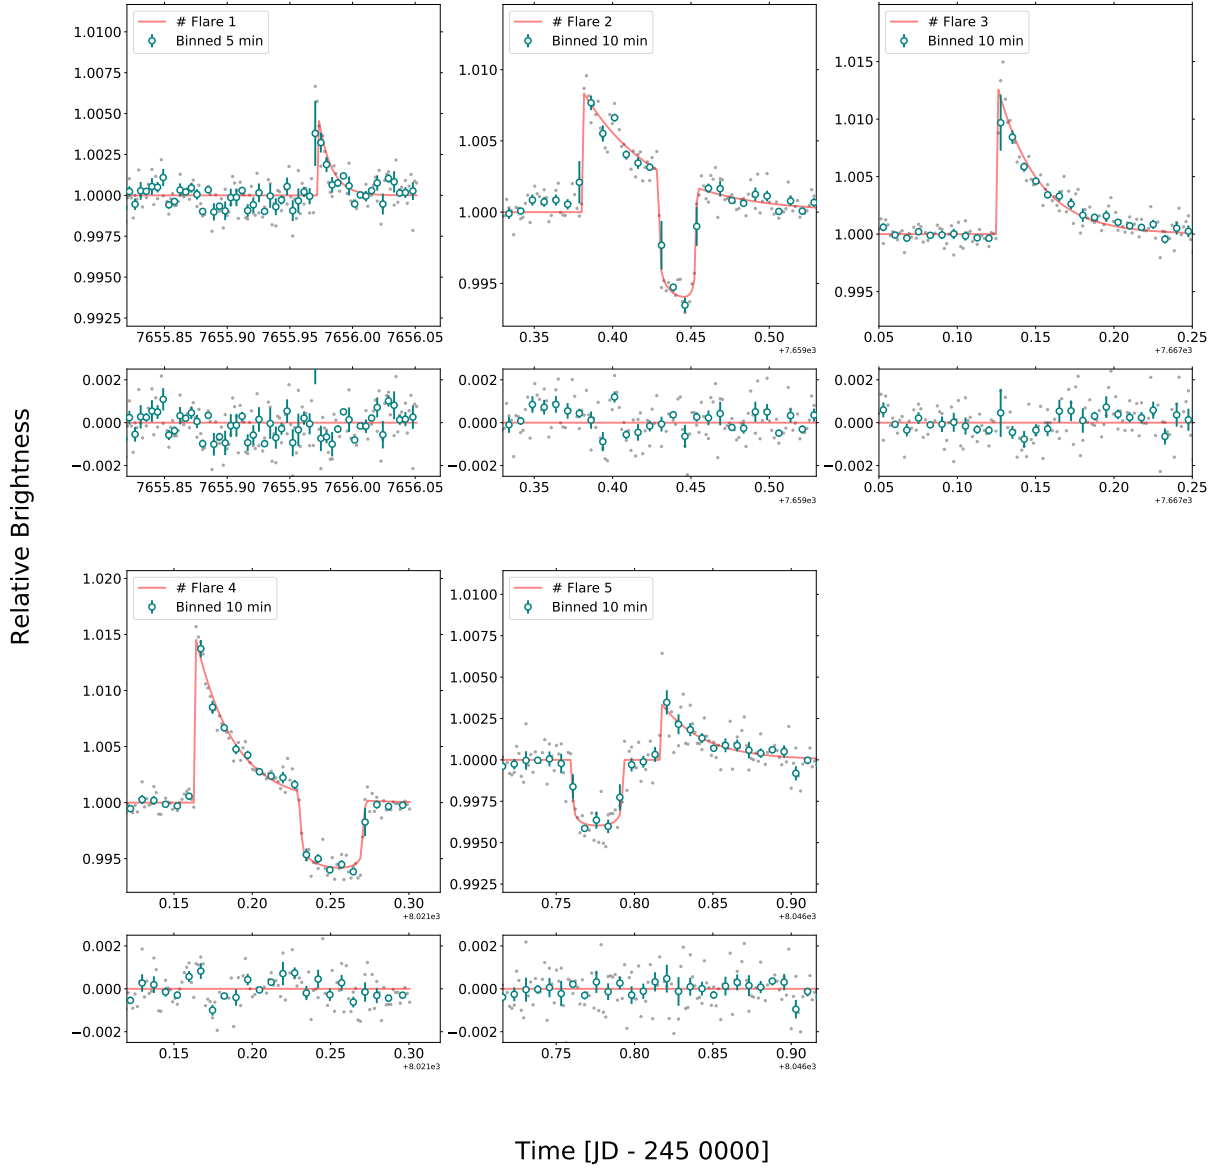 # Flare 1
Binned 5 min
1.0100
1.0075
1.0050
1.0025
1.0000
0.9975
0.9950
0.9925
7655.85 7655.90 7655.95 7656.00 7656.05
# Flare 2
Binned 10 min
1.010
1.005
1.000
0.995
0.35 0.40 0.45 0.50
+7.659e3
# Flare 3
Binned 10 min
1.015
1.010
1.005
1.000
0.995
0.05 0.10 0.15 0.20 0.25
+7.667e3
0.002
0.000
−0.002
7655.85 7655.90 7655.95 7656.00 7656.05
0.002
0.000
−0.002
0.35 0.40 0.45 0.50
+7.659e3
0.002
0.000
−0.002
0.05 0.10 0.15 0.20 0.25
+7.667e3
Relative Brightness
# Flare 4
Binned 10 min
1.020
1.015
1.010
1.005
1.000
0.995
0.15 0.20 0.25 0.30
+8.021e3
# Flare 5
Binned 10 min
1.0100
1.0075
1.0050
1.0025
1.0000
0.9975
0.9950
0.9925
0.75 0.80 0.85 0.90
+8.046e3
0.002
0.000
−0.002
0.15 0.20 0.25 0.30
+8.021e3
0.002
0.000
−0.002
0.75 0.80 0.85 0.90
+8.046e3
Time [JD - 245 0000]